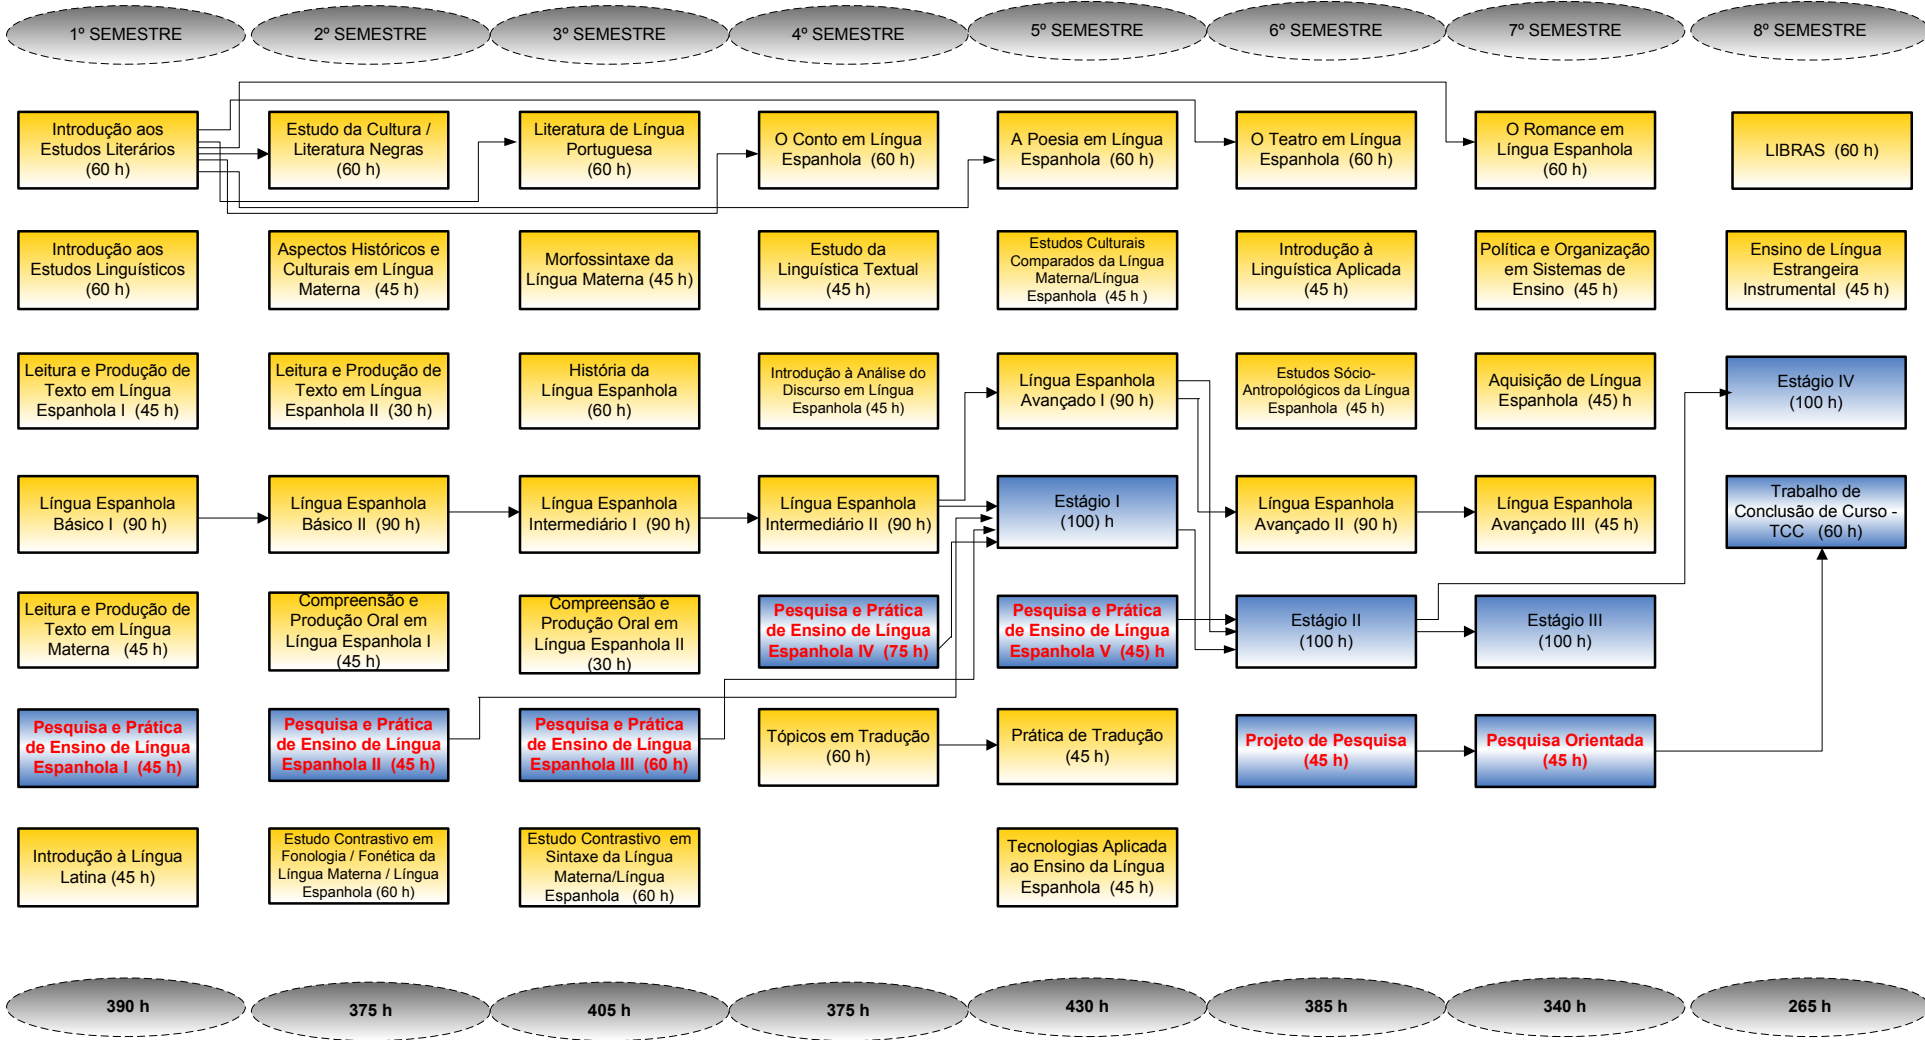 1º SEMESTRE
2º SEMESTRE
3º SEMESTRE
4º SEMESTRE
5º SEMESTRE
6º SEMESTRE
7º SEMESTRE
8º SEMESTRE
Introdução aos
Estudos Literários
(60 h)
Estudo da Cultura /
Literatura Negras
(60 h)
Literatura de Língua
Portuguesa
(60 h)
O Conto em Língua
Espanhola (60 h)
A Poesia em Língua
Espanhola (60 h)
O Teatro em Língua
Espanhola (60 h)
O Romance em
Língua Espanhola
(60 h)
LIBRAS (60 h)
Introdução aos
Estudos Linguísticos
(60 h)
Aspectos Históricos e
Culturais em Língua
Materna (45 h)
Morfossintaxe da
Língua Materna (45 h)
Estudo da
Linguística Textual
(45 h)
Estudos Culturais
Comparados da Língua
Materna/Língua
Espanhola (45 h )
Introdução à
Linguística Aplicada
(45 h)
Política e Organização
em Sistemas de
Ensino (45 h)
Ensino de Língua
Estrangeira
Instrumental (45 h)
Leitura e Produção de
Texto em Língua
Espanhola I (45 h)
Leitura e Produção de
Texto em Língua
Espanhola II (30 h)
História da
Língua Espanhola
(60 h)
Introdução à Análise do
Discurso em Língua
Espanhola (45 h)
Língua Espanhola
Avançado I (90 h)
Estudos Sócio-
Antropológicos da Língua
Espanhola (45 h)
Aquisição de Língua
Espanhola (45) h
Estágio IV
(100 h)
Língua Espanhola
Básico I (90 h)
Língua Espanhola
Básico II (90 h)
Língua Espanhola
Intermediário I (90 h)
Língua Espanhola
Intermediário II (90 h)
Estágio I
(100) h
Língua Espanhola
Avançado II (90 h)
Língua Espanhola
Avançado III (45 h)
Trabalho de
Conclusão de Curso -
TCC (60 h)
Leitura e Produção de
Texto em Língua
Materna (45 h)
Compreensão e
Produção Oral em
Língua Espanhola I
(45 h)
Compreensão e
Produção Oral em
Língua Espanhola II
(30 h)
Pesquisa e Prática
de Ensino de Língua
Espanhola IV (75 h)
Pesquisa e Prática
de Ensino de Língua
Espanhola V (45) h
Estágio II
(100 h)
Estágio III
(100 h)
Pesquisa e Prática
de Ensino de Língua
Espanhola I (45 h)
Pesquisa e Prática
de Ensino de Língua
Espanhola II (45 h)
Pesquisa e Prática
de Ensino de Língua
Espanhola III (60 h)
Tópicos em Tradução
(60 h)
Prática de Tradução
(45 h)
Projeto de Pesquisa
(45 h)
Pesquisa Orientada
(45 h)
Introdução à Língua
Latina (45 h)
Estudo Contrastivo em
Fonologia / Fonética da
Língua Materna / Língua
Espanhola (60 h)
Estudo Contrastivo em
Sintaxe da Língua
Materna/Língua
Espanhola (60 h)
Tecnologias Aplicada
ao Ensino da Língua
Espanhola (45 h)
390 h
375 h
405 h
375 h
430 h
385 h
340 h
265 h